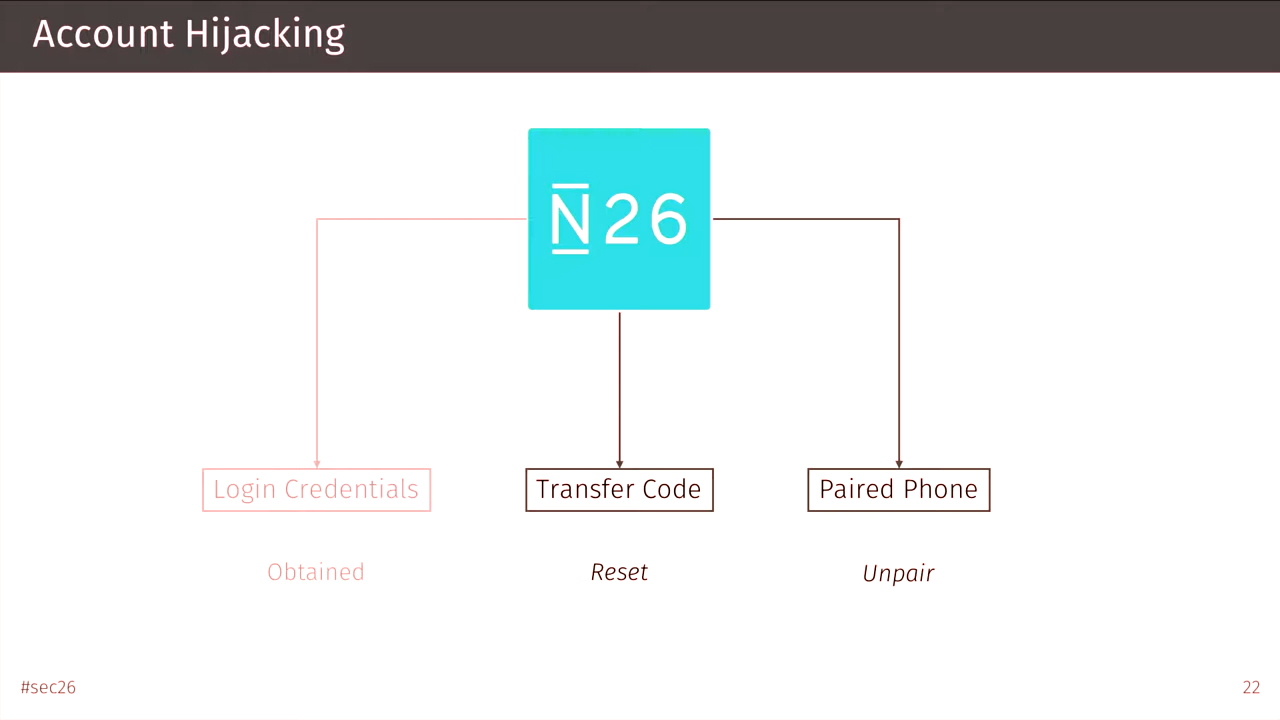 Account Hijacking
N26
Login Credentials
Transfer Code
Paired Phone
Obtained
Reset
Unpair
#sec26
22